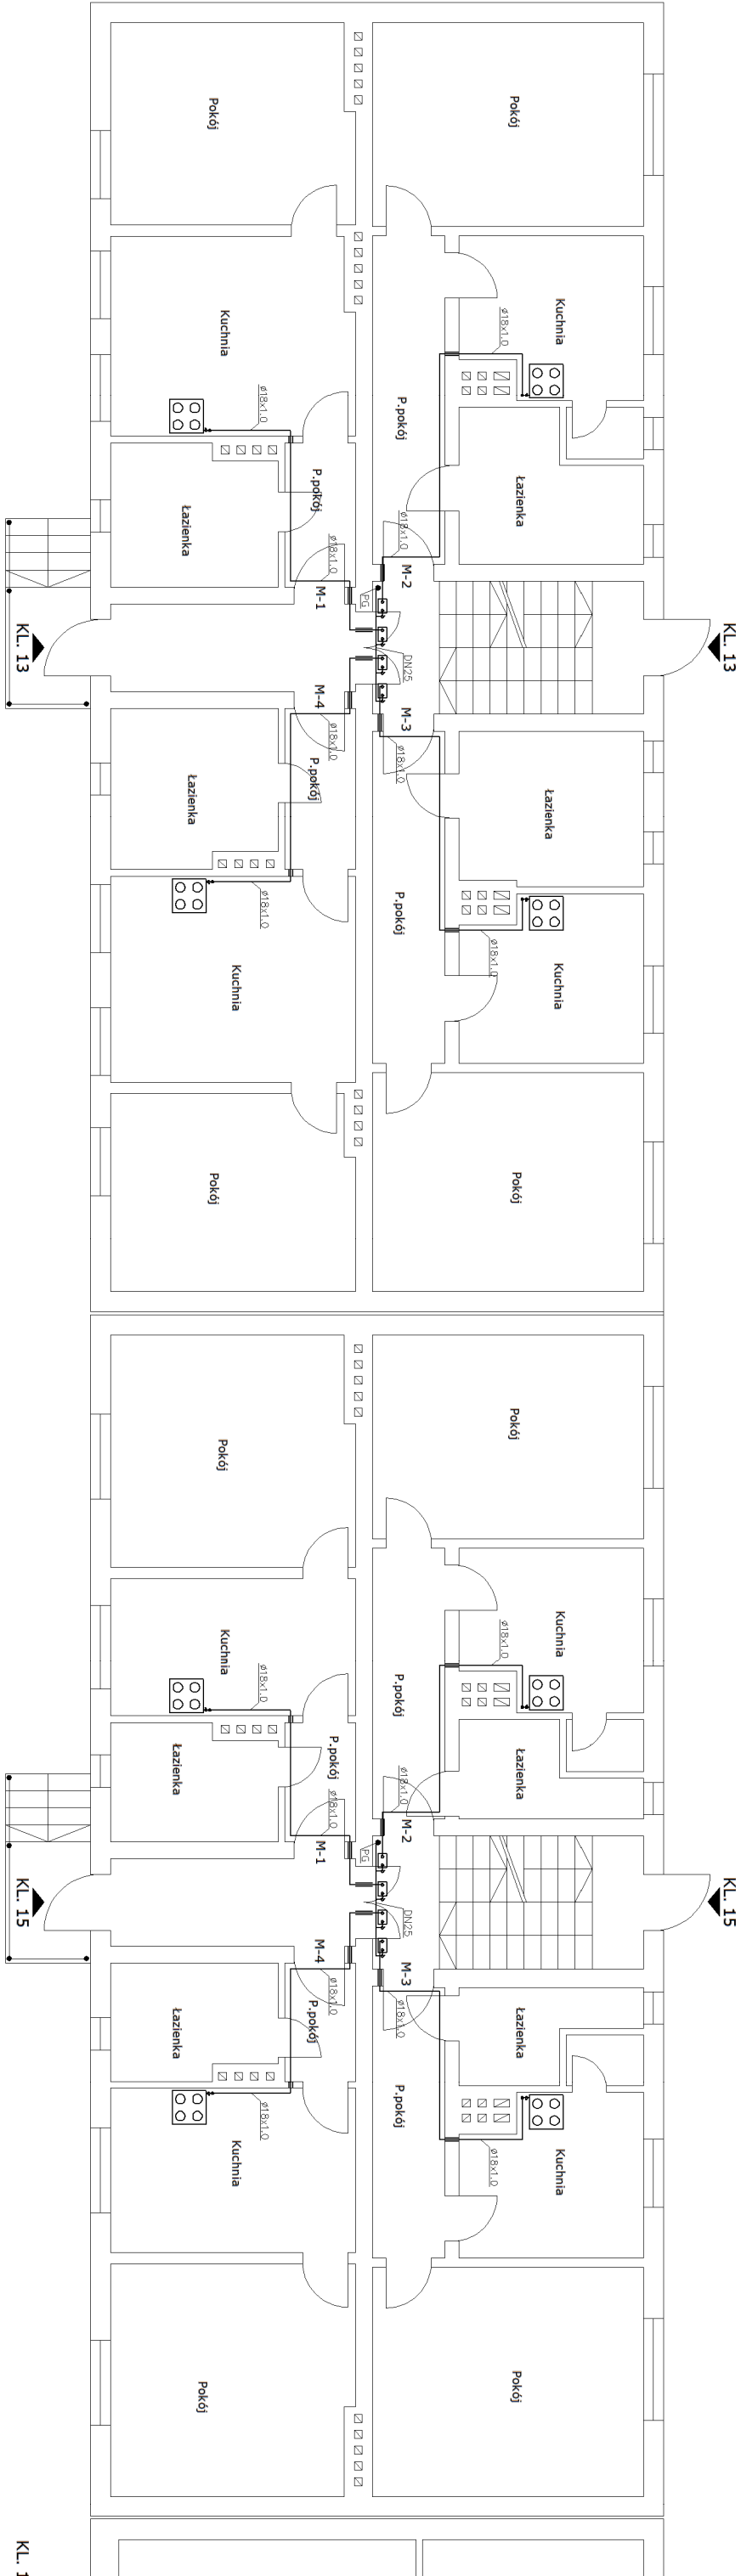 Pokój
Pokój
Kuchnia
Kuchnia
ø18x1,0
P.pokój
ø18x1,0
P.pokój
Łazienka
Łazienka
ø18x1,0
ø18x1,0
M-2
M-1
PG
KL. 13
KL. 13
DN25
M-4
M-3
ø18x1,0
ø18x1,0
P.pokój
Łazienka
Łazienka
P.pokój
ø18x1,0
ø18x1,0
Kuchnia
Kuchnia
Pokój
Pokój
Pokój
Pokój
Kuchnia
Kuchnia
ø18x1,0
ø18x1,0
P.pokój
P.pokój
Łazienka
Łazienka
ø18x1,0
ø18x1,0
M-2
M-1
PG
KL. 15
KL. 15
DN25
M-4
M-3
ø18x1,0
ø18x1,0
P.pokój
Łazienka
Łazienka
P.pokój
ø18x1,0
ø18x1,0
Kuchnia
Kuchnia
Pokój
Pokój
KL.